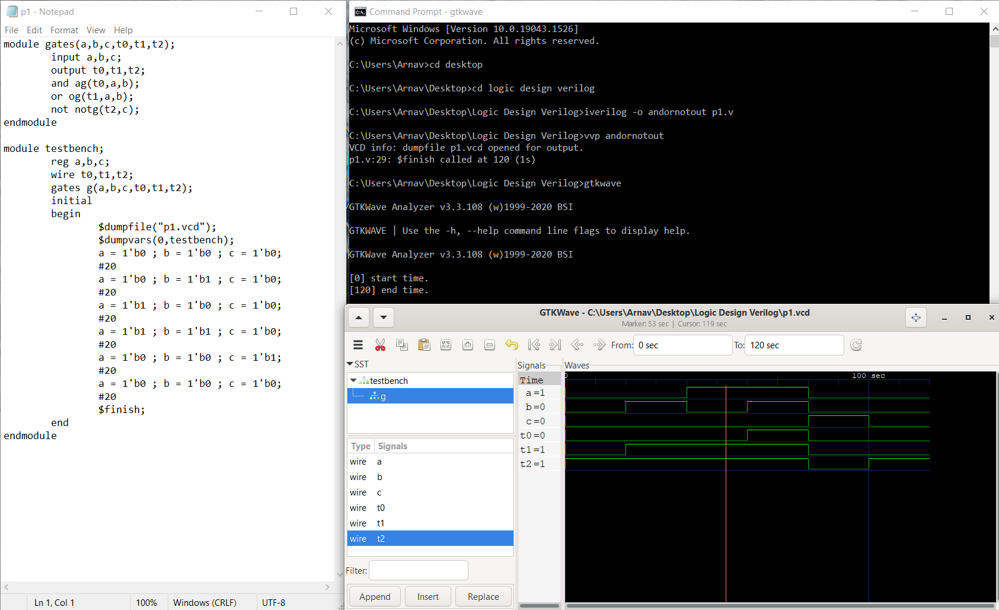 p1 - Notepad
File Edit Format View Help
module gates(a,b,c,t0,t1,t2);
input a,b,c;
output t0,t1,t2;
and ag(t0,a,b);
or og(t1,a,b);
not notg(t2,c);
endmodule
module testbench;
reg a,b,c;
wire t0,t1,t2;
gates g(a,b,c,t0,t1,t2);
initial
begin
$dumpfile("p1.vcd");
$dumpvars(0,testbench);
a = 1'b0 ; b = 1'b0 ; c = 1'b0;
#20
a = 1'b0 ; b = 1'b1 ; c = 1'b0;
#20
a = 1'b1 ; b = 1'b0 ; c = 1'b0;
#20
a = 1'b1 ; b = 1'b1 ; c = 1'b0;
#20
a = 1'b0 ; b = 1'b0 ; c = 1'b1;
#20
a = 1'b0 ; b = 1'b0 ; c = 1'b0;
#20
$finish;
end
endmodule
Ln 1, Col 1 100% Windows (CRLF) UTF-8
Command Prompt - gtkwave
Microsoft Windows [Version 10.0.19043.1526]
(c) Microsoft Corporation. All rights reserved.
C:\Users\Arnav>cd desktop
C:\Users\Arnav\Desktop>cd logic design verilog
C:\Users\Arnav\Desktop\Logic Design Verilog>iverilog -o andornotout p1.v
C:\Users\Arnav\Desktop\Logic Design Verilog>vvp andornotout
VCD info: dumpfile p1.vcd opened for output.
p1.v:29: $finish called at 120 (1s)
C:\Users\Arnav\Desktop\Logic Design Verilog>gtkwave
GTKWave Analyzer v3.3.108 (w)1999-2020 BSI
GTKWAVE | Use the -h, --help command line flags to display help.
GTKWave Analyzer v3.3.108 (w)1999-2020 BSI
[0] start time.
[120] end time.
GTKWave - C:\Users\Arnav\Desktop\Logic Design Verilog\p1.vcd
Marker: 53 sec | Cursor: 119 sec
From: 0 sec To: 120 sec
SST
testbench
g
Type Signals
wire a
wire b
wire c
wire t0
wire t1
wire t2
Filter:
Append Insert Replace
Signals
Time
a=1
b=0
c=0
t0=0
t1=1
t2=1
Waves
0 100 sec